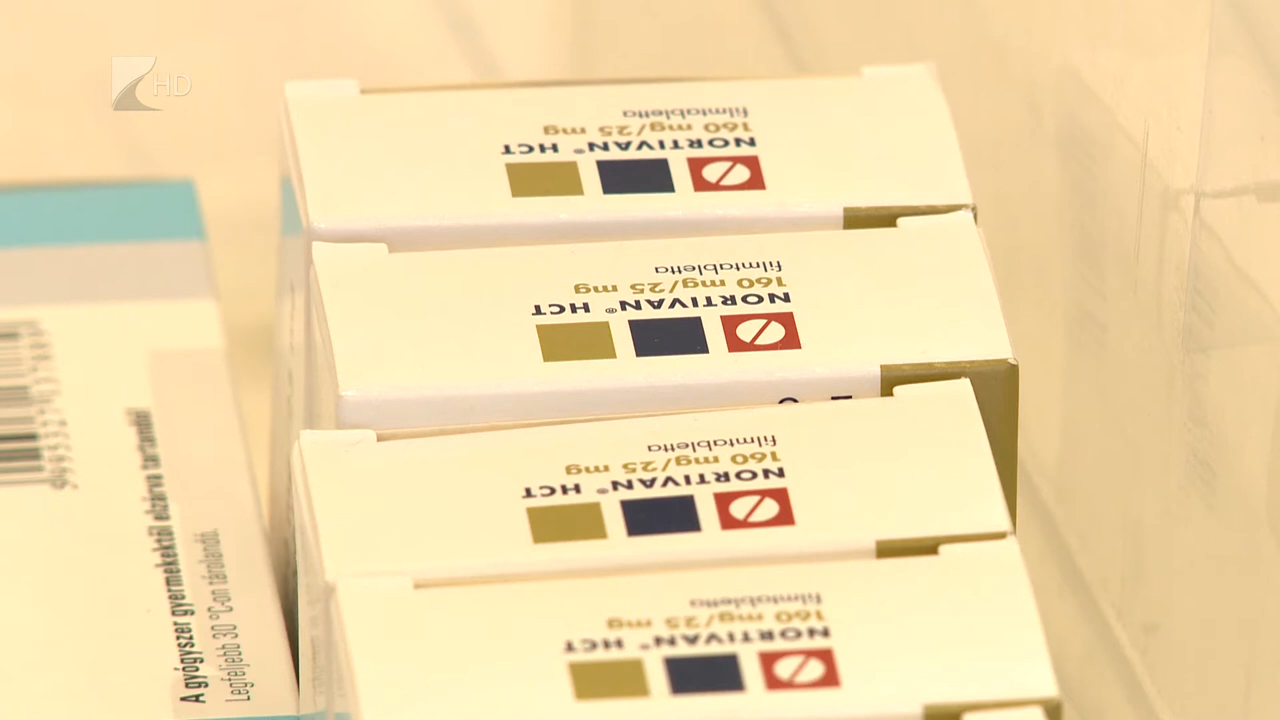 HD
filmtabletta
160 mg/25 mg
NORTIVAN® HCT
filmtabletta
160 mg/25 mg
NORTIVAN® HCT
filmtabletta
160 mg/25 mg
NORTIVAN® HCT
filmtabletta
160 mg/25 mg
NORTIVAN® HCT
A gyógyszer gyermekektől elzárva tartandó!
Legfeljebb 30 °C-on tárolandó.